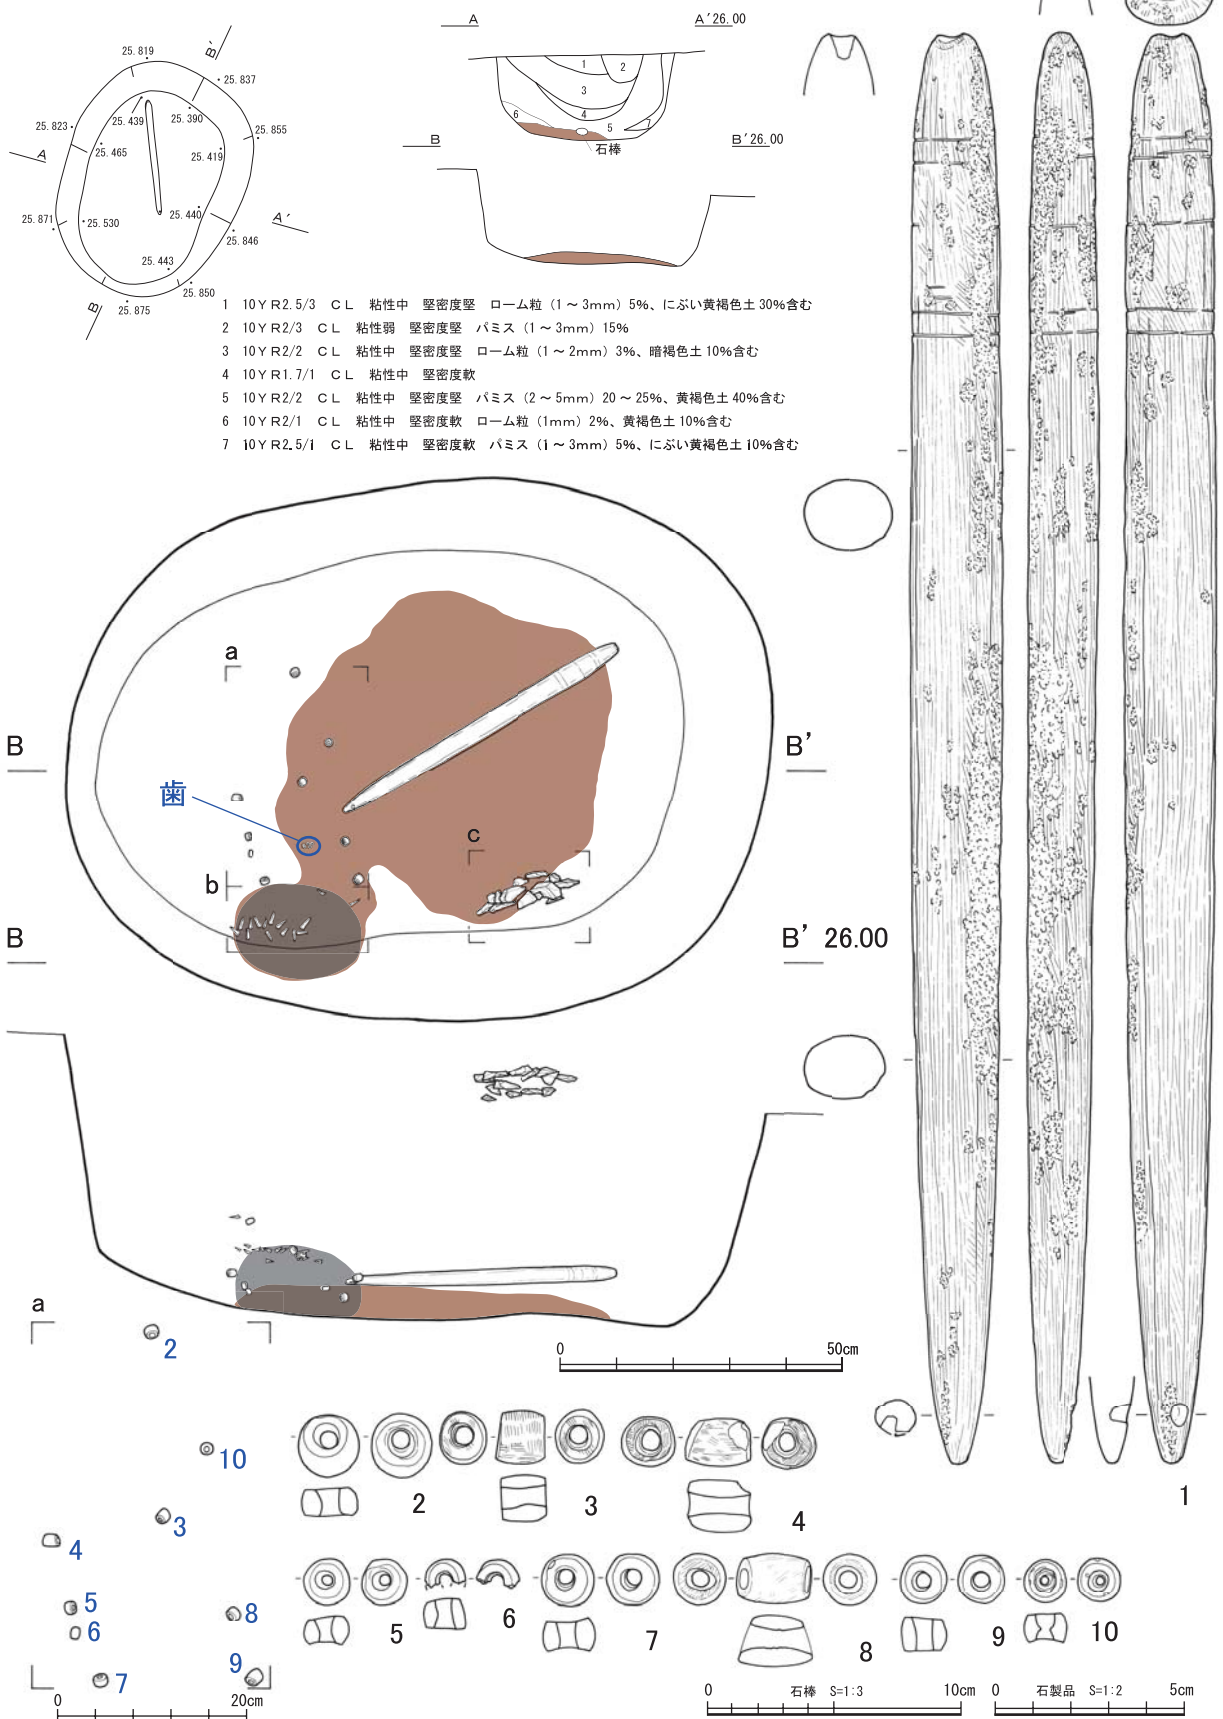 A
A' 26.00
25.819
B'
25.837
25.439
25.390
25.823
25.855
A
25.465
25.419
25.871
25.530
25.440
A'
25.846
25.443
25.850
B
25.875
1
2
3
4
5
6
7
石棒
B
B' 26.00
1 10YR2.5/3 CL 粘性中 堅密度堅 ローム粒(1～3mm)5%、にぶい黄褐色土30%含む
2 10YR2/3 CL 粘性弱 堅密度堅 パミス(1～3mm)15%
3 10YR2/2 CL 粘性中 堅密度堅 ローム粒(1～2mm)3%、暗褐色土10%含む
4 10YR1.7/1 CL 粘性中 堅密度軟
5 10YR2/2 CL 粘性中 堅密度堅 パミス(2～5mm)20～25%、黄褐色土40%含む
6 10YR2/1 CL 粘性中 堅密度軟 ローム粒(1mm)2%、黄褐色土10%含む
7 10YR2.5/1 CL 粘性中 堅密度軟 パミス(1～3mm)5%、にぶい黄褐色土10%含む
a
B
B'
歯
c
b
B
B' 26.00
a
2
0
50cm
10
3
4
5
6
8
9
7
0
20cm
2
3
4
1
5
6
7
8
9
10
0 石棒 S=1:3 10cm
0 石製品 S=1:2 5cm